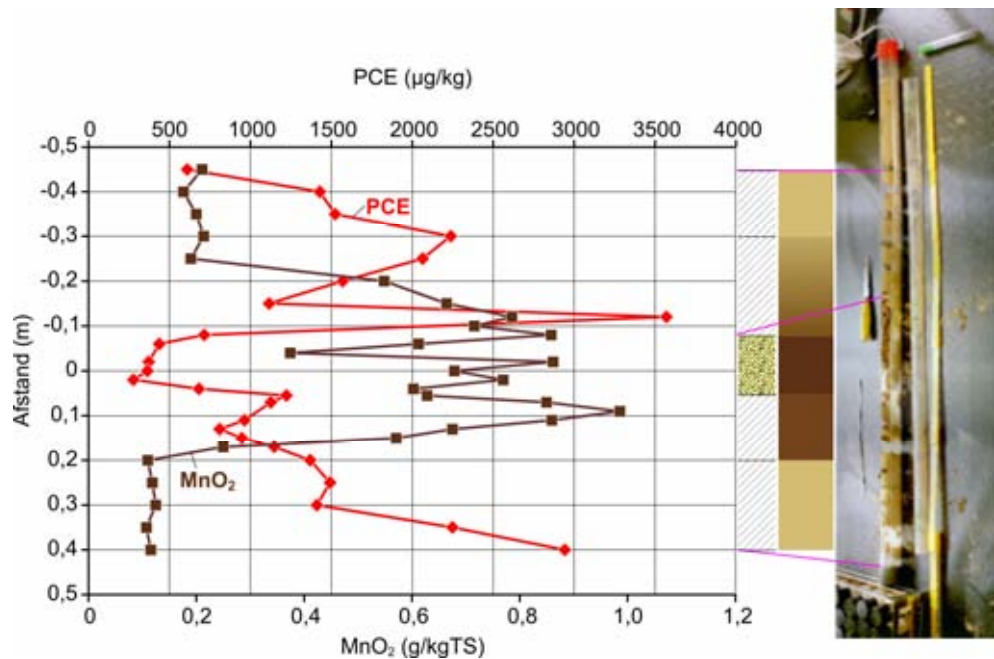 PCE (µg/kg)
0 500 1000 1500 2000 2500 3000 3500 4000
-0,5
-0,4
-0,3
-0,2
-0,1
0
0,1
0,2
0,3
0,4
0,5
Afstand (m)
PCE
MnO₂
0 0,2 0,4 0,6 0,8 1,0 1,2
MnO₂ (g/kgTS)